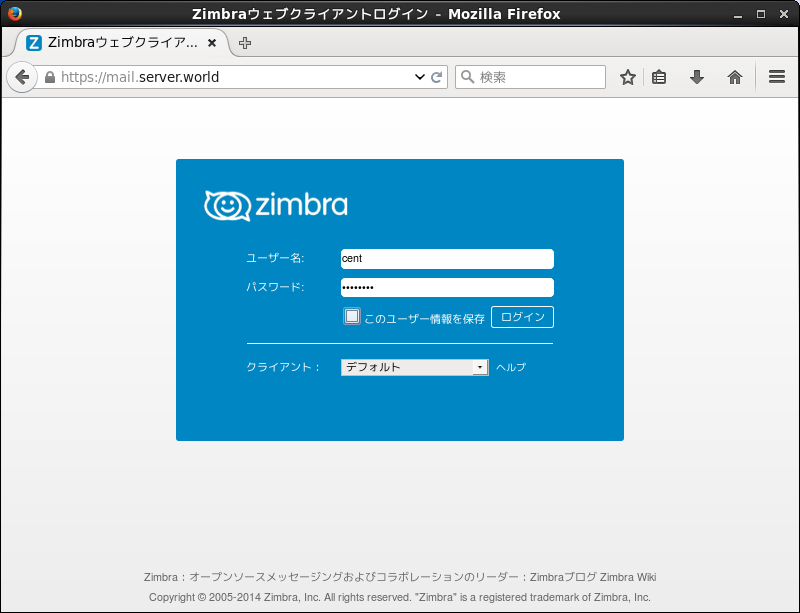 Zimbraウェブクライアントログイン - Mozilla Firefox
Zimbraウェブクライア...
https://mail.server.world
検索
zimbra
ユーザー名:
cent
パスワード:
••••••••
このユーザー情報を保存 ログイン
クライアント: デフォルト ヘルプ
Zimbra：オープンソースメッセージングおよびコラボレーションのリーダー：Zimbraブログ Zimbra Wiki
Copyright © 2005-2014 Zimbra, Inc. All rights reserved. "Zimbra" is a registered trademark of Zimbra, Inc.